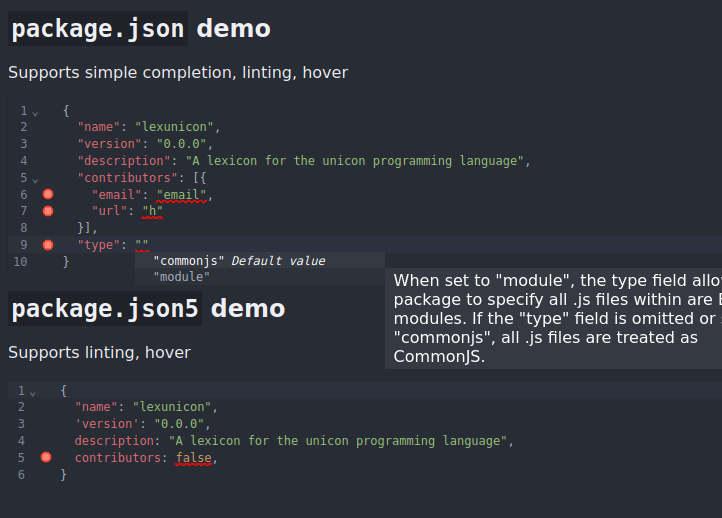 package.json demo
Supports simple completion, linting, hover
1 {
2 "name": "lexunicon",
3 "version": "0.0.0",
4 "description": "A lexicon for the unicon programming language",
5 "contributors": [{
6 "email": "email",
7 "url": "h"
8 }],
9 "type": ""
10 }
"commonjs" Default value
"module"
When set to "module", the type field allo
package to specify all .js files within are
modules. If the "type" field is omitted or
"commonjs", all .js files are treated as
CommonJS.
package.json5 demo
Supports linting, hover
1 {
2 "name": "lexunicon",
3 'version': "0.0.0",
4 description: "A lexicon for the unicon programming language",
5 contributors: false,
6 }